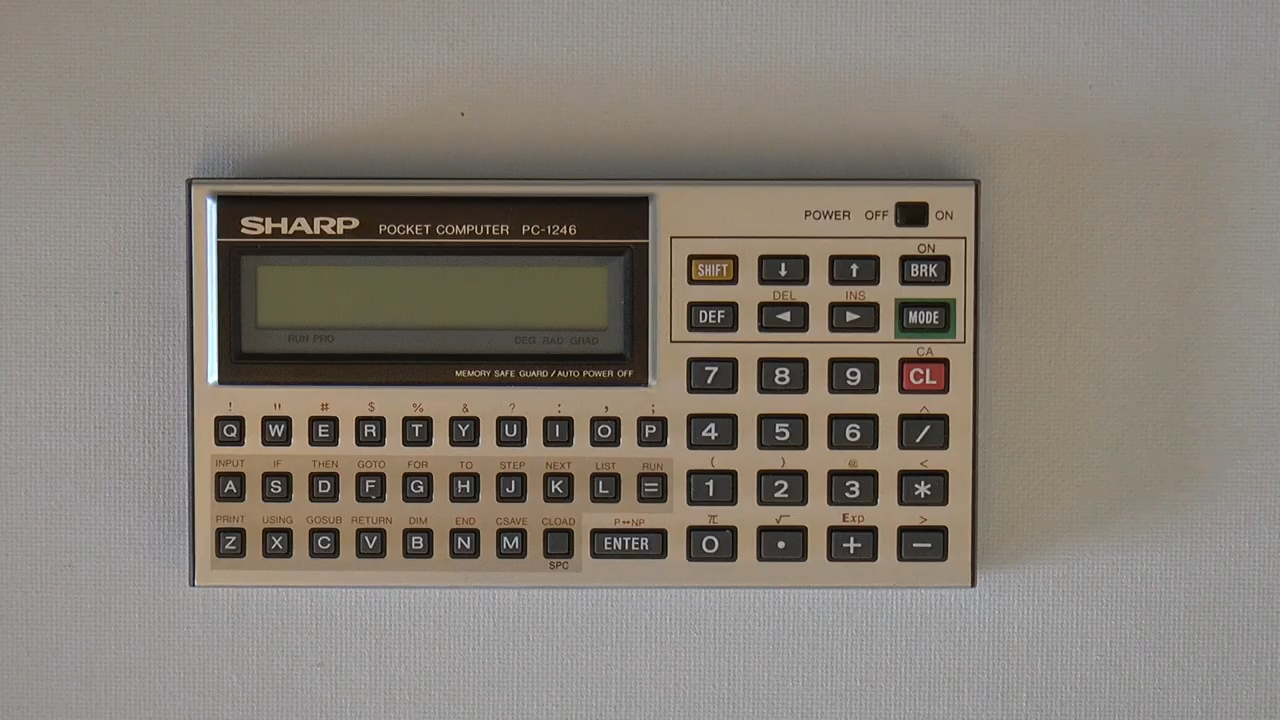 SHARP POCKET COMPUTER PC-1246
RUN PRO DEG RAD GRAD
MEMORY SAFE GUARD / AUTO POWER OFF
POWER OFF ON
ON
SHIFT ↓ ↑ BRK
DEL INS
DEF ◄ ► MODE
CA
7 8 9 CL
^
4 5 6 /
( ) @ <
1 2 3 *
π √ Exp >
0 • + −
! " # $ % & ? : , ;
Q W E R T Y U I O P
INPUT IF THEN GOTO FOR TO STEP NEXT LIST RUN
A S D F G H J K L =
PRINT USING GOSUB RETURN DIM END CSAVE CLOAD P↔NP
Z X C V B N M ENTER
SPC